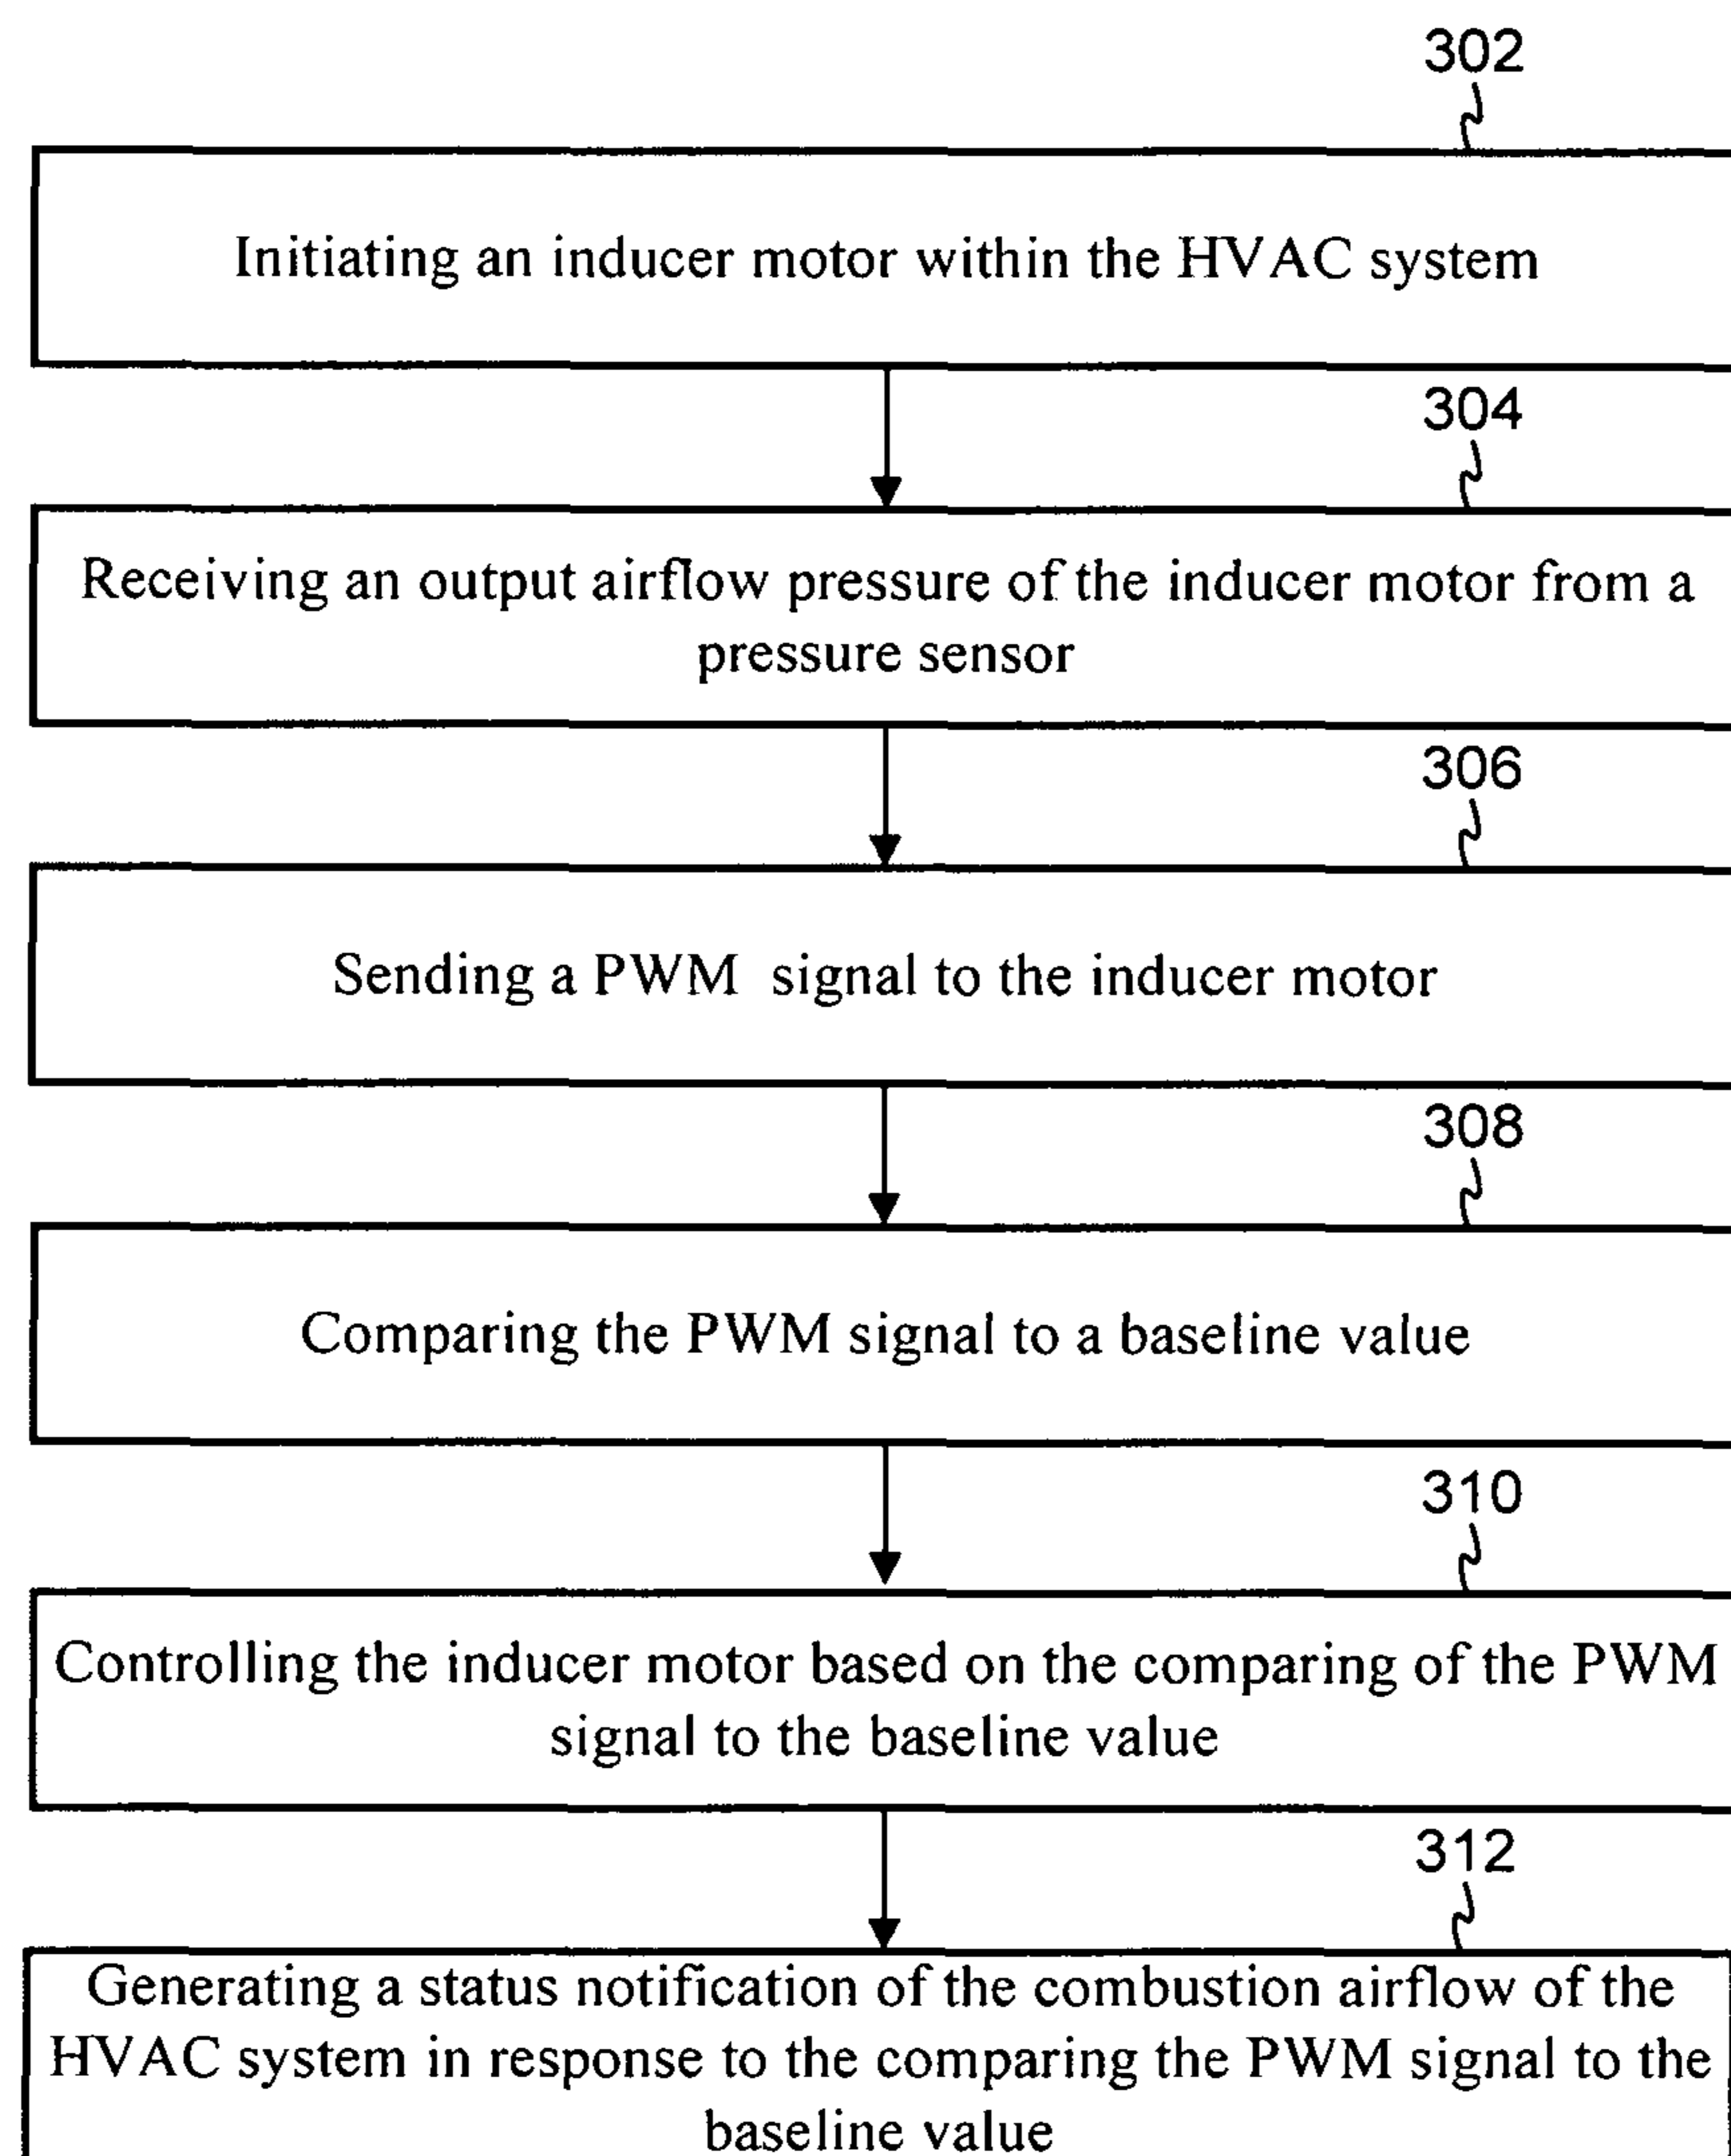 302
Initiating an inducer motor within the HVAC system
304
Receiving an output airflow pressure of the inducer motor from a
pressure sensor
306
Sending a PWM signal to the inducer motor
308
Comparing the PWM signal to a baseline value
310
Controlling the inducer motor based on the comparing of the PWM
signal to the baseline value
312
Generating a status notification of the combustion airflow of the
HVAC system in response to the comparing the PWM signal to the
baseline value